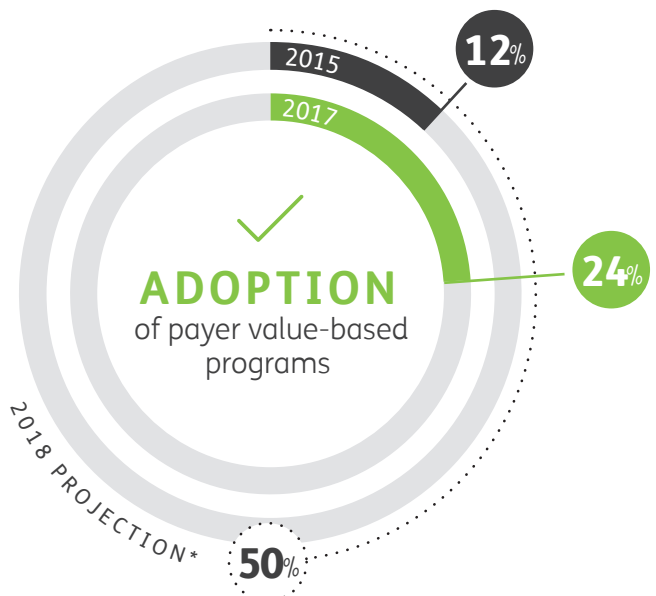 2015
12%
2017
24%
ADOPTION
of payer value-based
programs
2018 PROJECTION*
50%